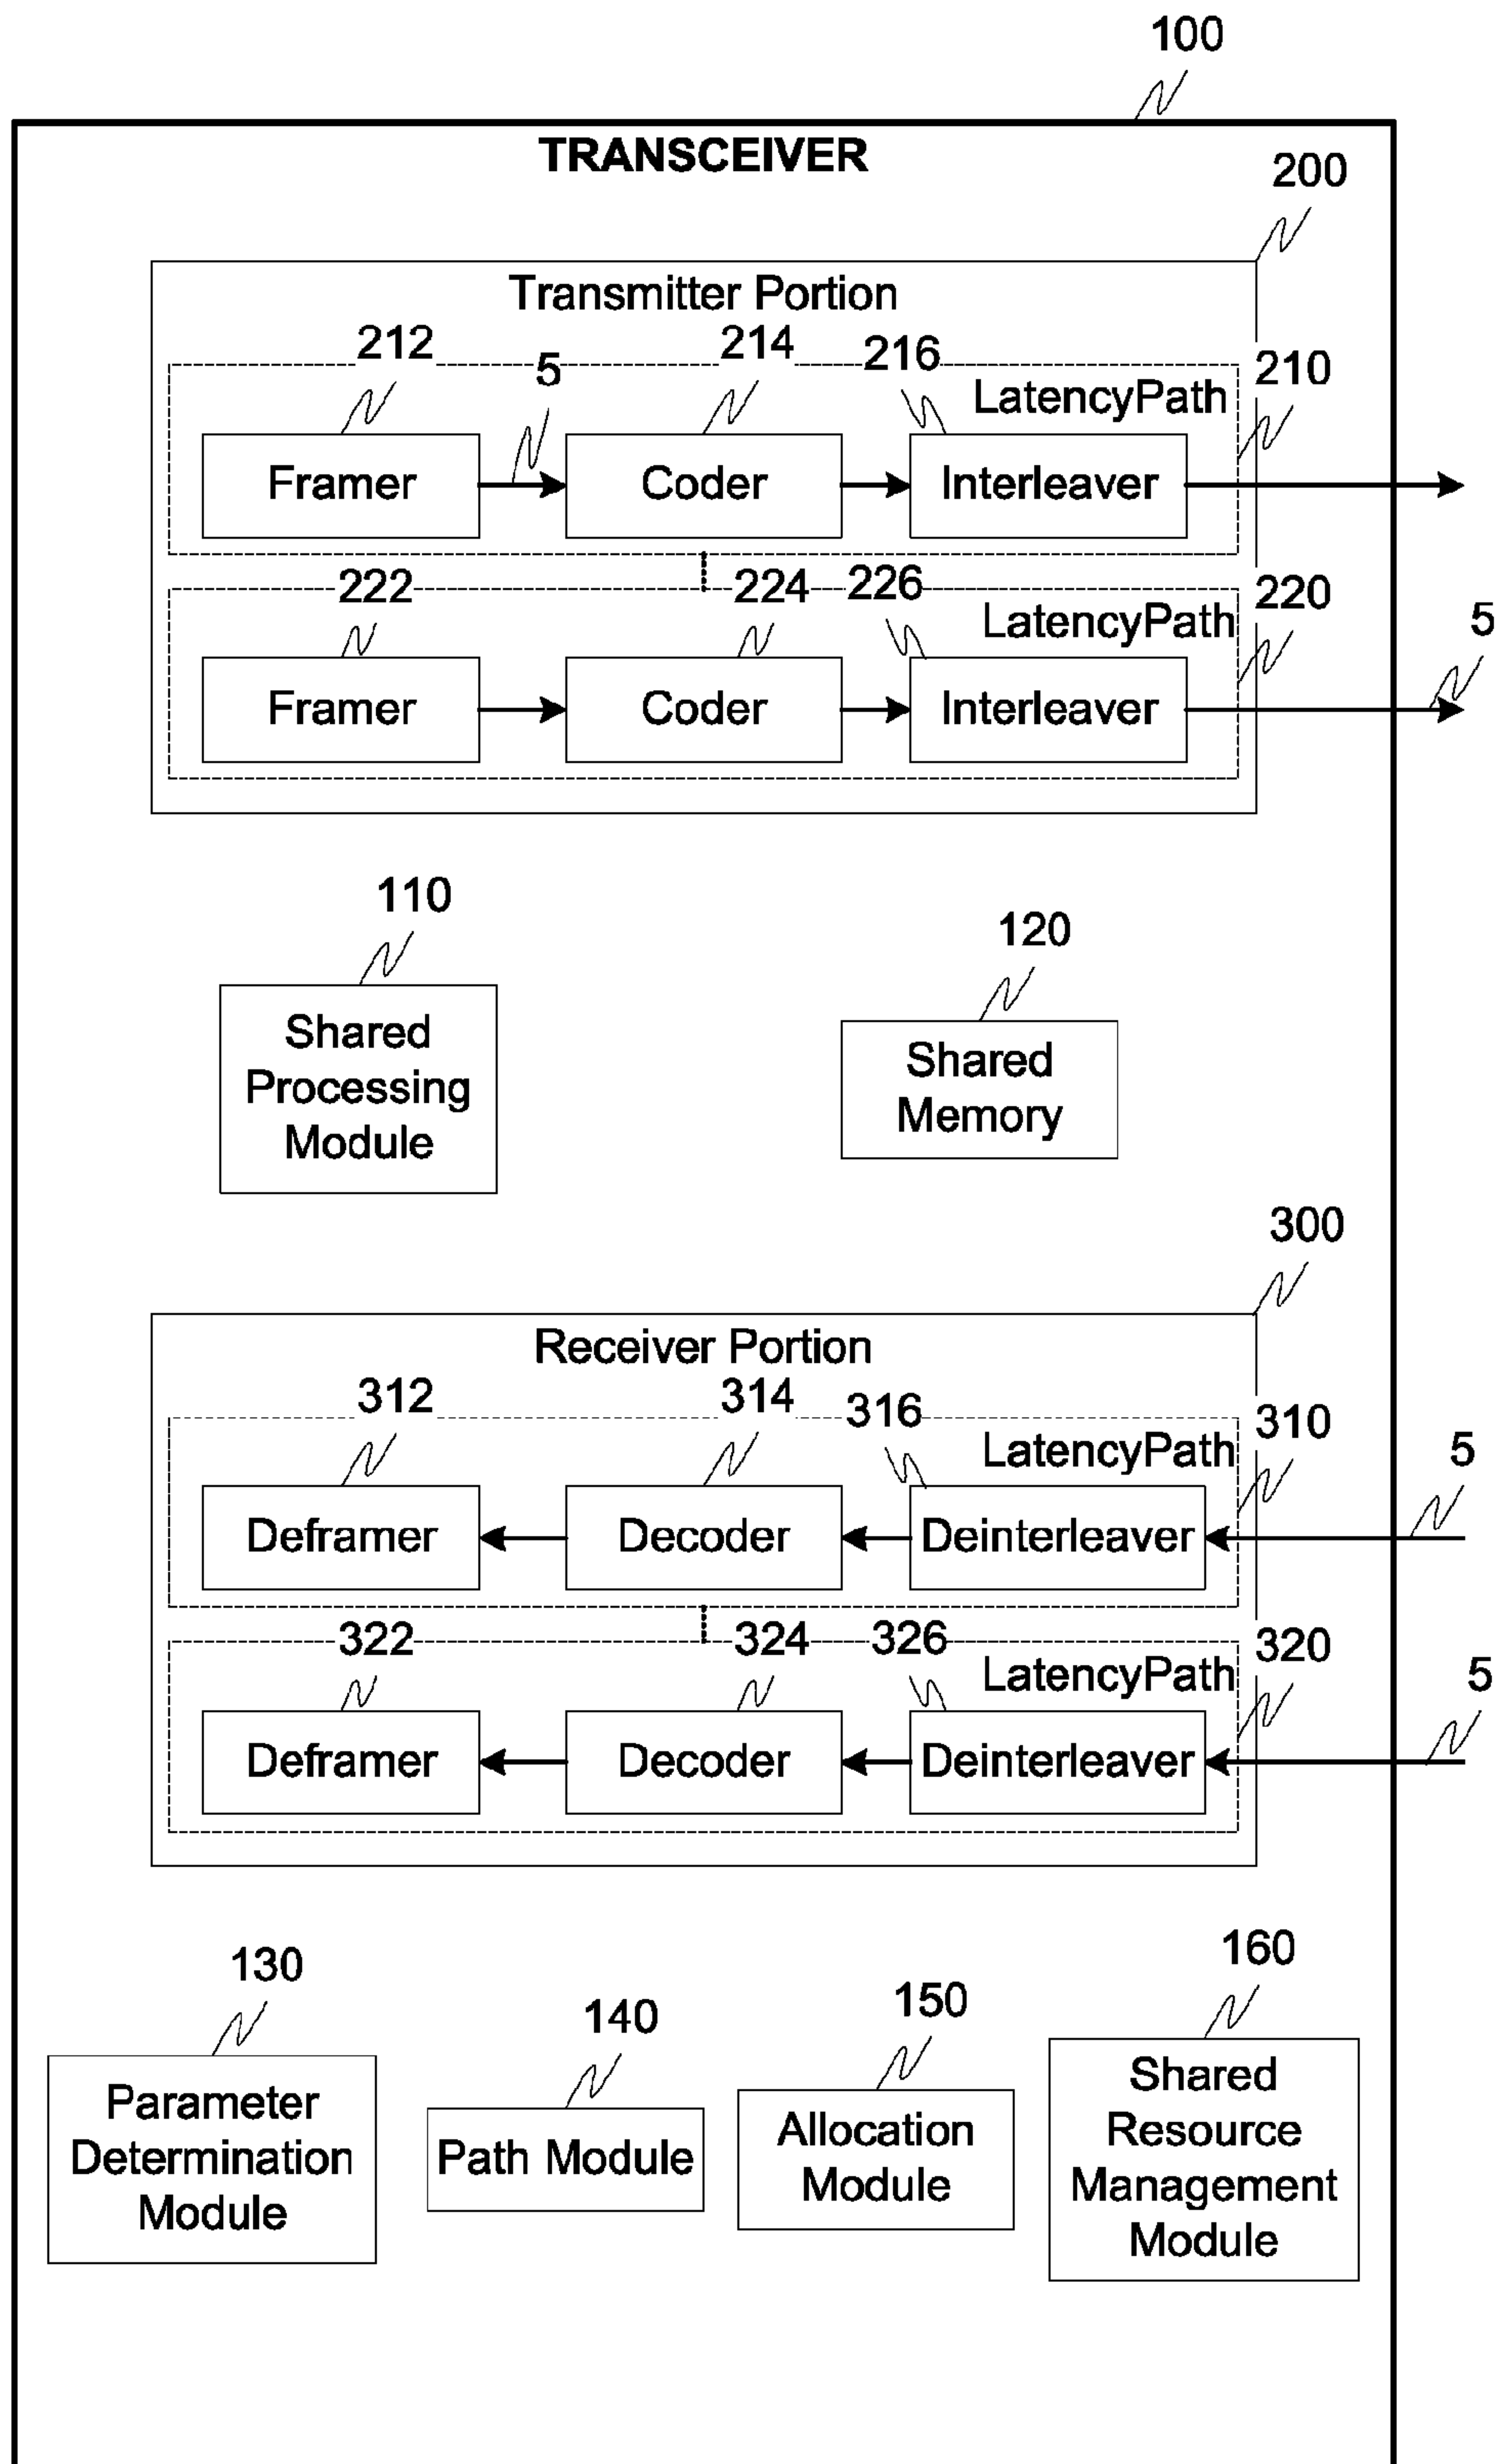 100
TRANSCEIVER
200
Transmitter Portion
212
5
214
216
210
LatencyPath
Framer
Coder
Interleaver
222
224
226
220
LatencyPath
5
Framer
Coder
Interleaver
110
120
Shared
Processing
Module
Shared
Memory
300
Receiver Portion
312
314
316
310
LatencyPath
5
Deframer
Decoder
Deinterleaver
322
324
326
320
LatencyPath
5
Deframer
Decoder
Deinterleaver
130
140
150
160
Parameter
Determination
Module
Path Module
Allocation
Module
Shared
Resource
Management
Module